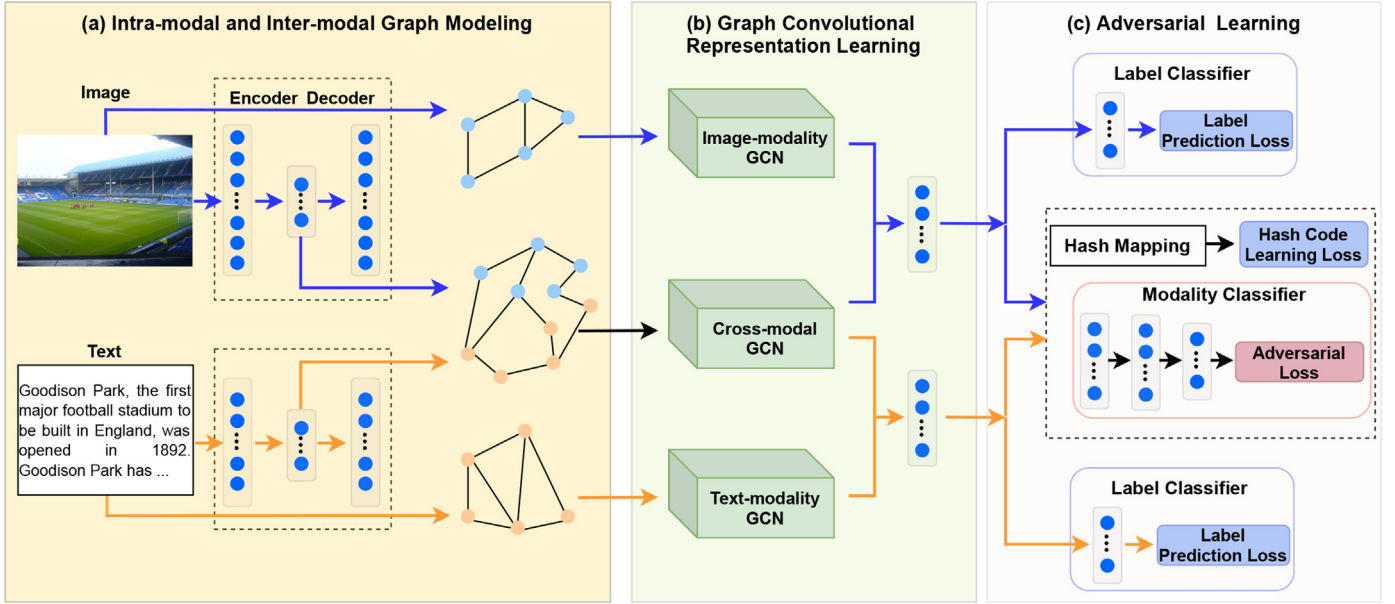 (a) Intra-modal and Inter-modal Graph Modeling
Image
Encoder Decoder
Text
Goodison Park, the first
major football stadium to
be built in England, was
opened in 1892.
Goodison Park has ...
(b) Graph Convolutional
Representation Learning
Image-modality
GCN
Cross-modal
GCN
Text-modality
GCN
(c) Adversarial Learning
Label Classifier
Label
Prediction Loss
Hash Mapping
Hash Code
Learning Loss
Modality Classifier
Adversarial
Loss
Label Classifier
Label
Prediction Loss